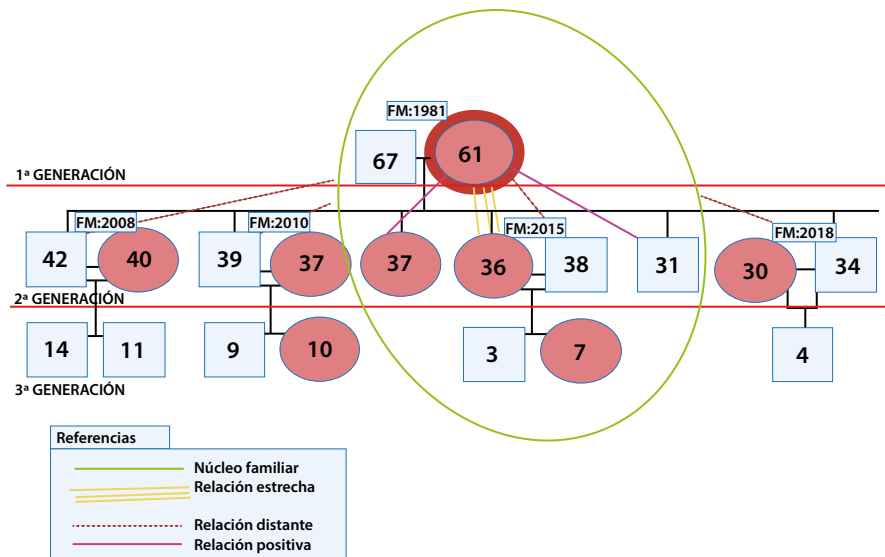 FM:1981
67 61
1ª GENERACIÓN
FM:2008 FM:2010 FM:2015 FM:2018
42 40 39 37 37 36 38 31 30 34
2ª GENERACIÓN
14 11 9 10 3 7 4
3ª GENERACIÓN
Referencias
Núcleo familiar
Relación estrecha
Relación distante
Relación positiva